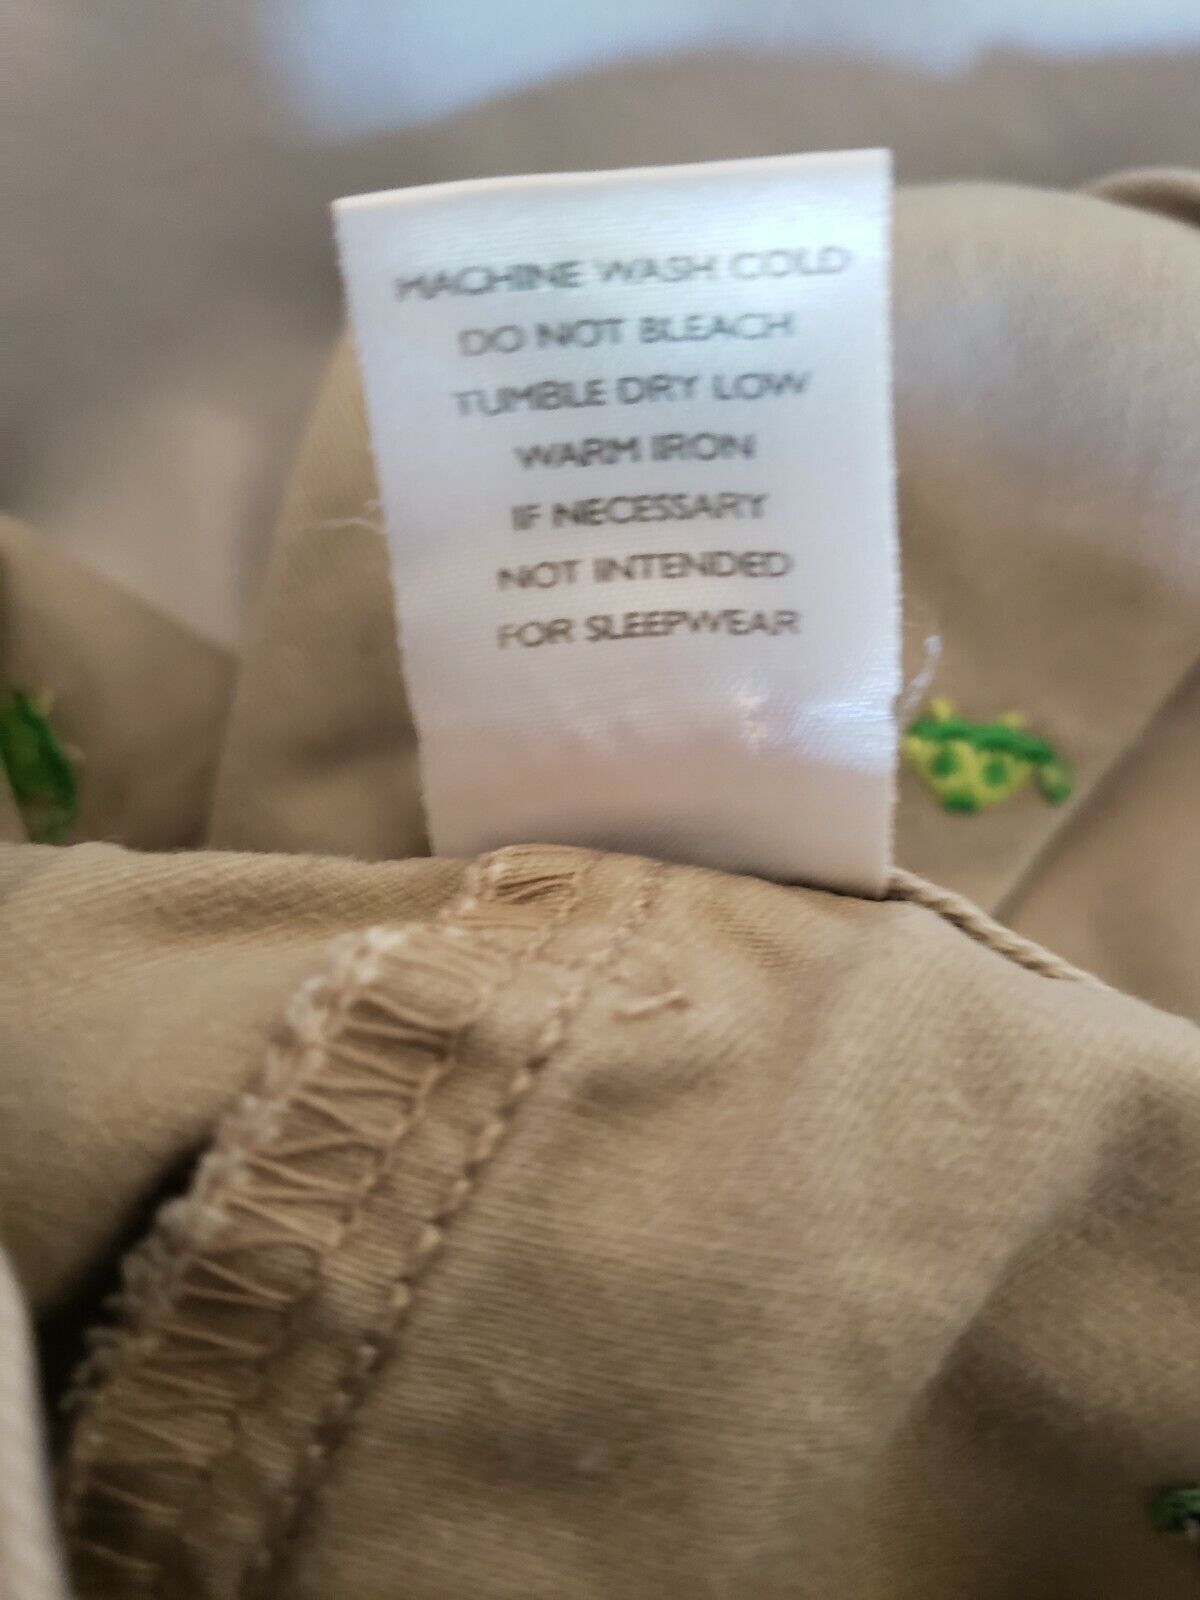 MACHINE WASH COLD
DO NOT BLEACH
TUMBLE DRY LOW
WARM IRON
IF NECESSARY
NOT INTENDED
FOR SLEEPWEAR